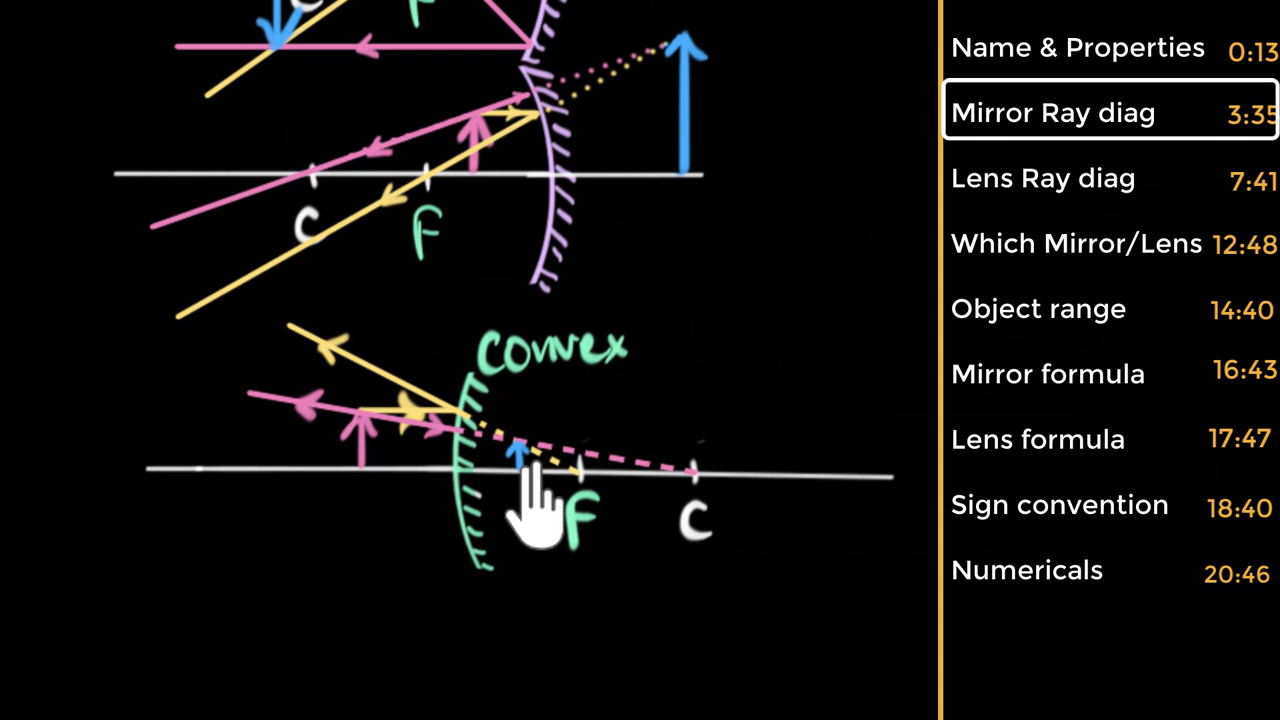 F
C
F
convex
F
C
Name & Properties 0:13
Mirror Ray diag 3:35
Lens Ray diag 7:41
Which Mirror/Lens 12:48
Object range 14:40
Mirror formula 16:43
Lens formula 17:47
Sign convention 18:40
Numericals 20:46